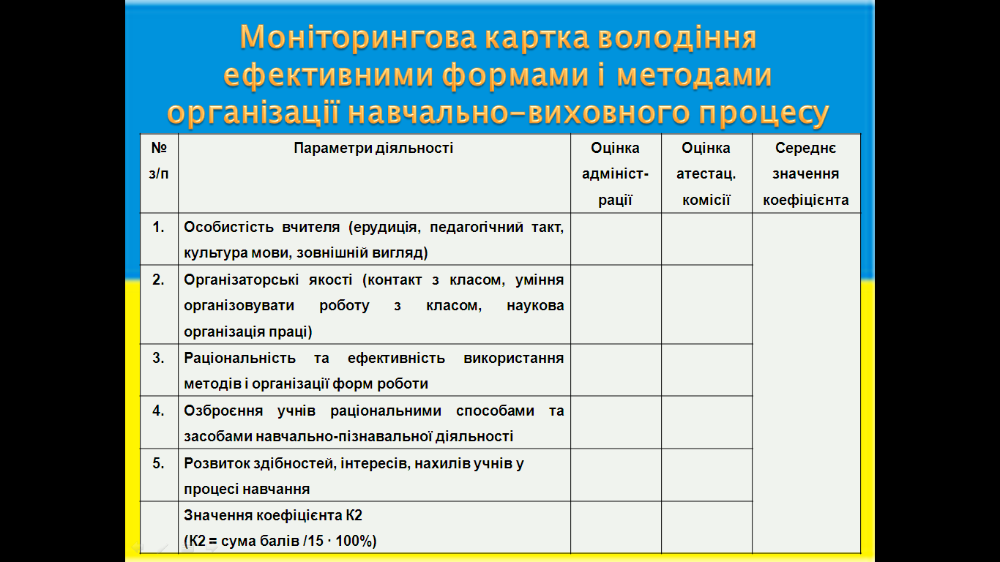 Моніторингова картка володіння
ефективними формами і методами
організації навчально-виховного процесу
№
з/п
Параметри діяльності
Оцінка
адмініст-
рації
Оцінка
атестац.
комісії
Середнє
значення
коефіцієнта
1.
Особистість вчителя (ерудиція, педагогічний такт,
культура мови, зовнішній вигляд)
2.
Організаторські якості (контакт з класом, уміння
організовувати роботу з класом, наукова
організація праці)
3.
Раціональність та ефективність використання
методів і організації форм роботи
4.
Озброєння учнів раціональними способами та
засобами навчально-пізнавальної діяльності
5.
Розвиток здібностей, інтересів, нахилів учнів у
процесі навчання
Значення коефіцієнта К2
(К2 = сума балів /15 · 100%)